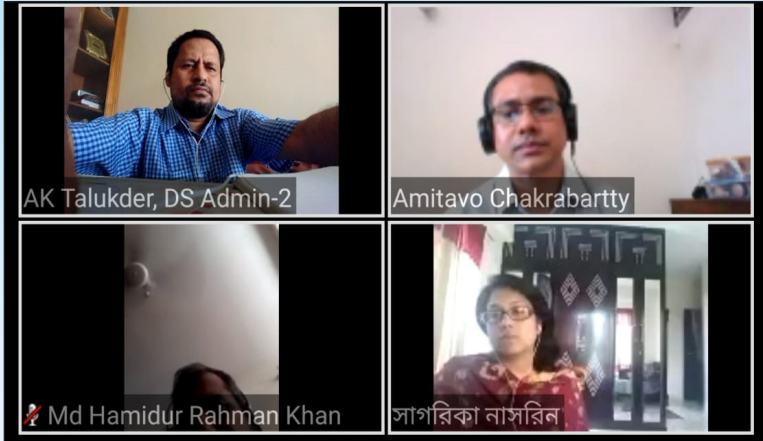 AK Talukder, DS Admin-2
Amitavo Chakrabartty
Md Hamidur Rahman Khan
সাগরিকা নাসরিন